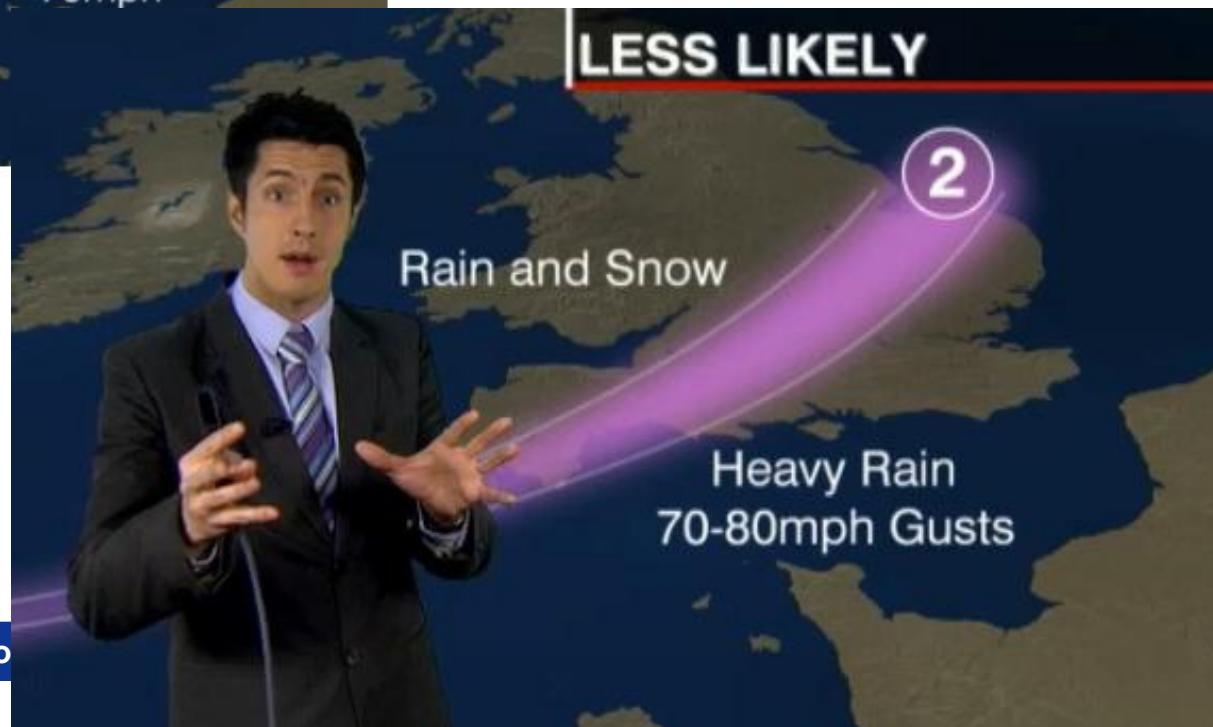 LESS LIKELY
2
Rain and Snow
Heavy Rain
70-80mph Gusts